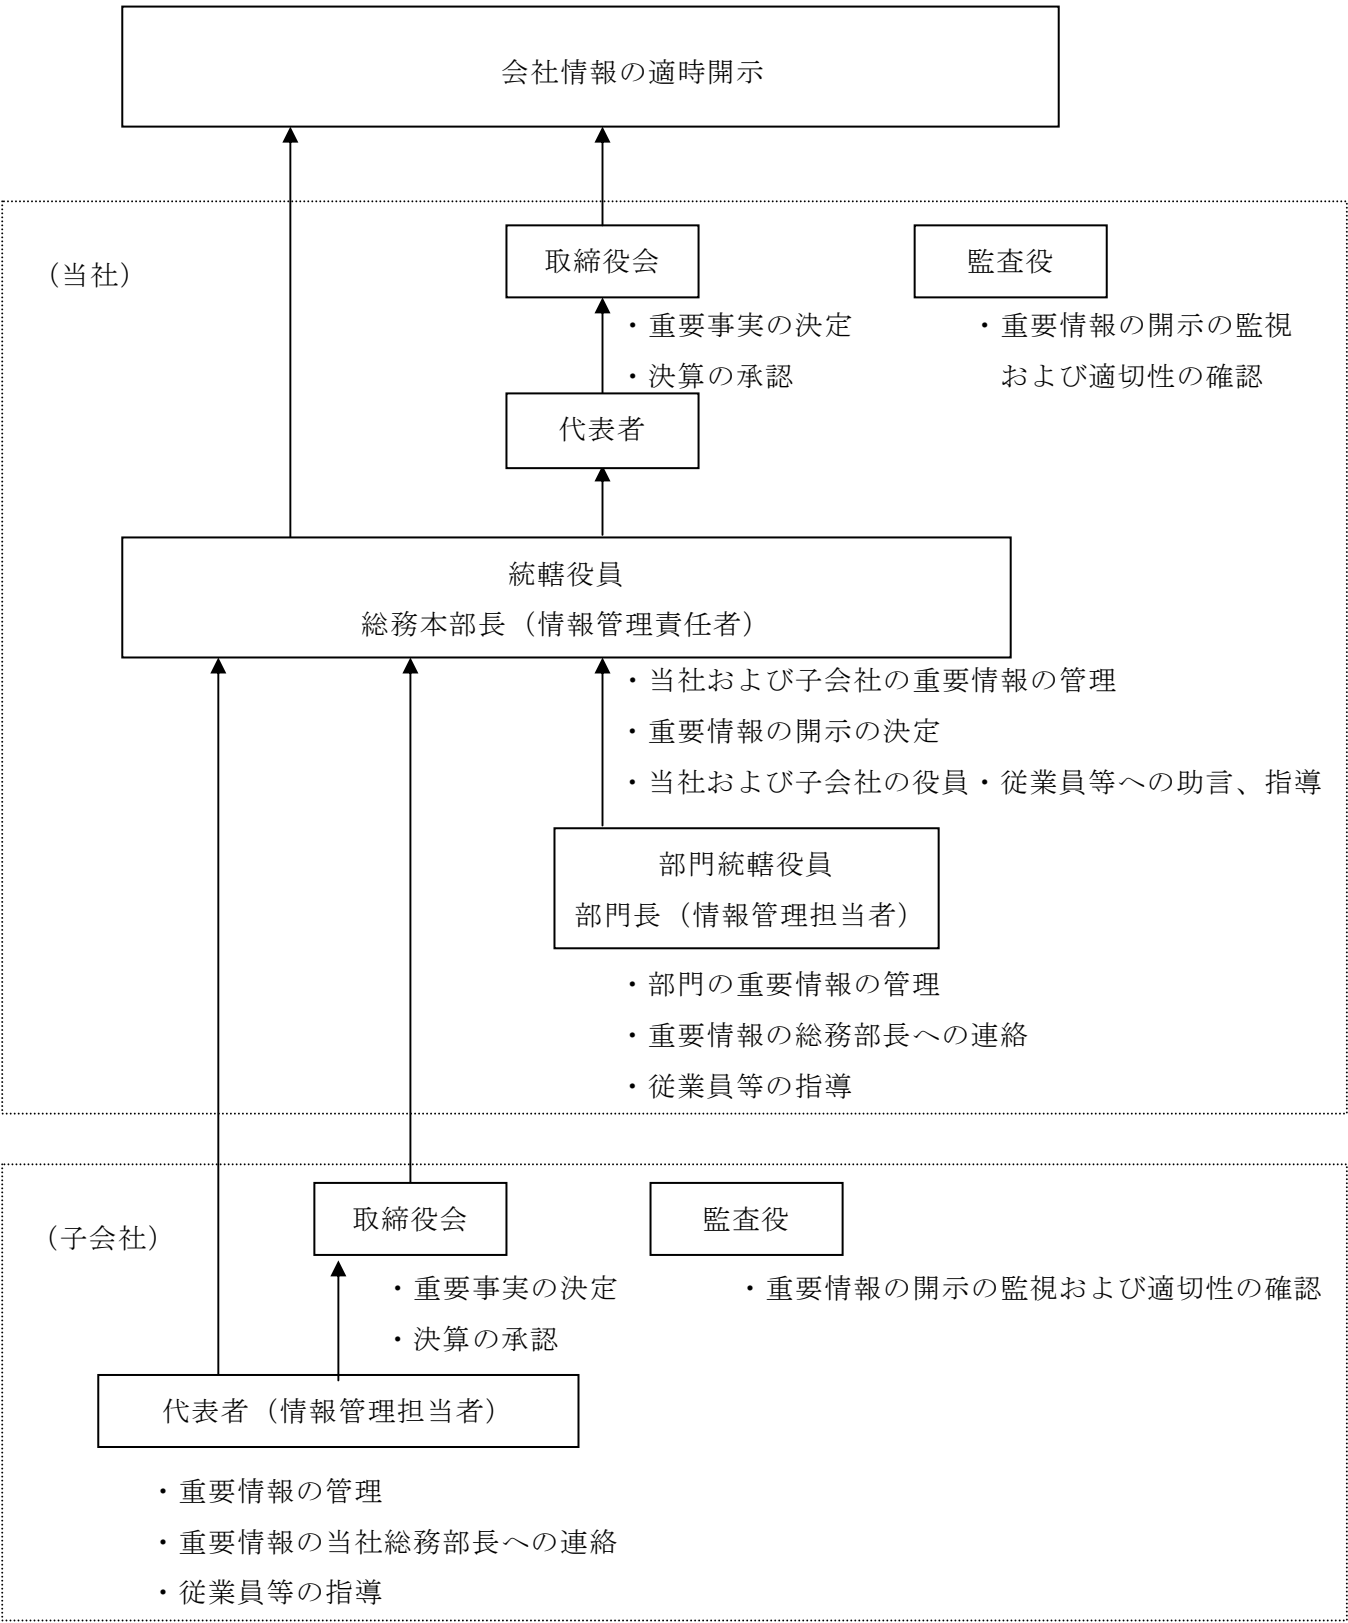 会社情報の適時開示
（当社）
取締役会
監査役
・重要事実の決定
・決算の承認
・重要情報の開示の監視
および適切性の確認
代表者
統轄役員
総務本部長（情報管理責任者）
・当社および子会社の重要情報の管理
・重要情報の開示の決定
・当社および子会社の役員・従業員等への助言、指導
部門統轄役員
部門長（情報管理担当者）
・部門の重要情報の管理
・重要情報の総務部長への連絡
・従業員等の指導
（子会社）
取締役会
監査役
・重要事実の決定
・決算の承認
・重要情報の開示の監視および適切性の確認
代表者（情報管理担当者）
・重要情報の管理
・重要情報の当社総務部長への連絡
・従業員等の指導